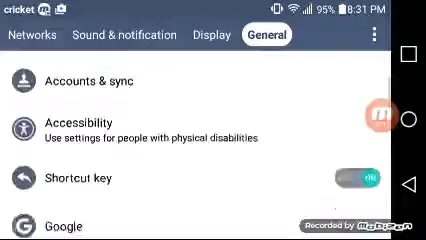 cricket 95% 8:31 PM
Networks Sound & notification Display General
Accounts & sync
Accessibility
Use settings for people with physical disabilities
Shortcut key ON
Google
Recorded by Mobizen